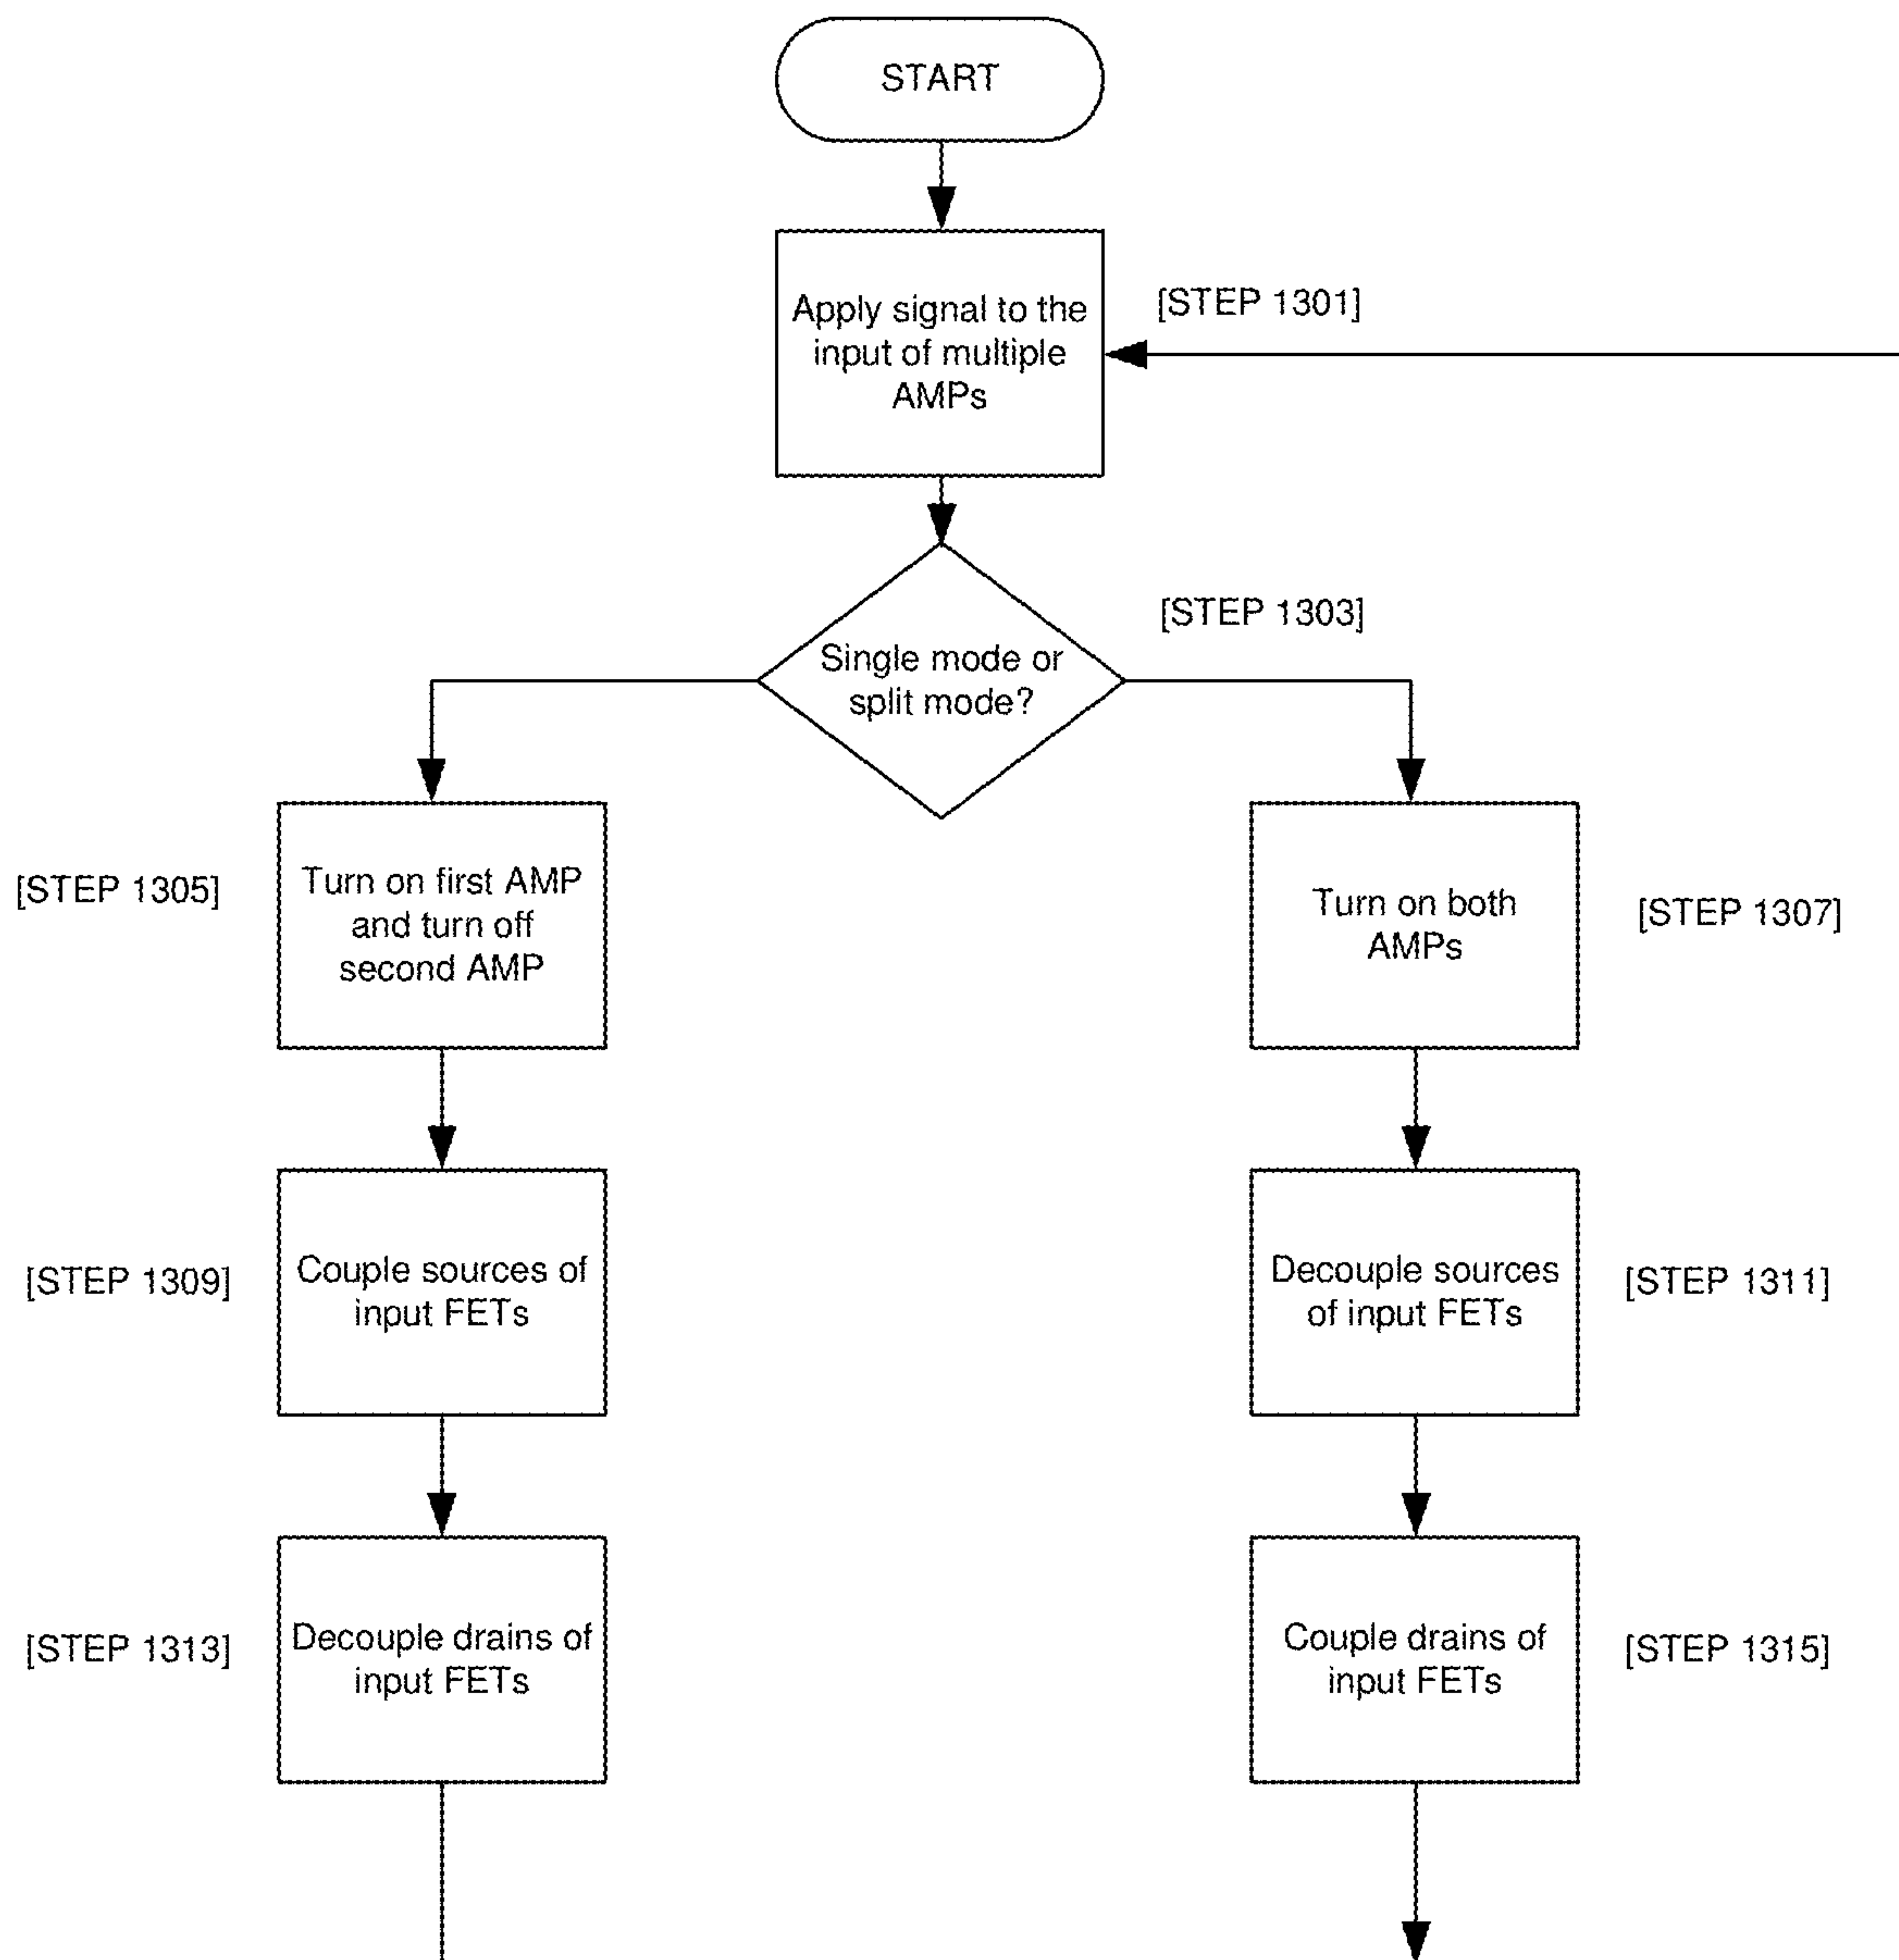 START
Apply signal to the
input of multiple
AMPs
[STEP 1301]
Single mode or
split mode?
[STEP 1303]
[STEP 1305]
Turn on first AMP
and turn off
second AMP
Turn on both
AMPs
[STEP 1307]
[STEP 1309]
Couple sources of
input FETs
Decouple sources
of input FETs
[STEP 1311]
[STEP 1313]
Decouple drains of
input FETs
Couple drains of
input FETs
[STEP 1315]